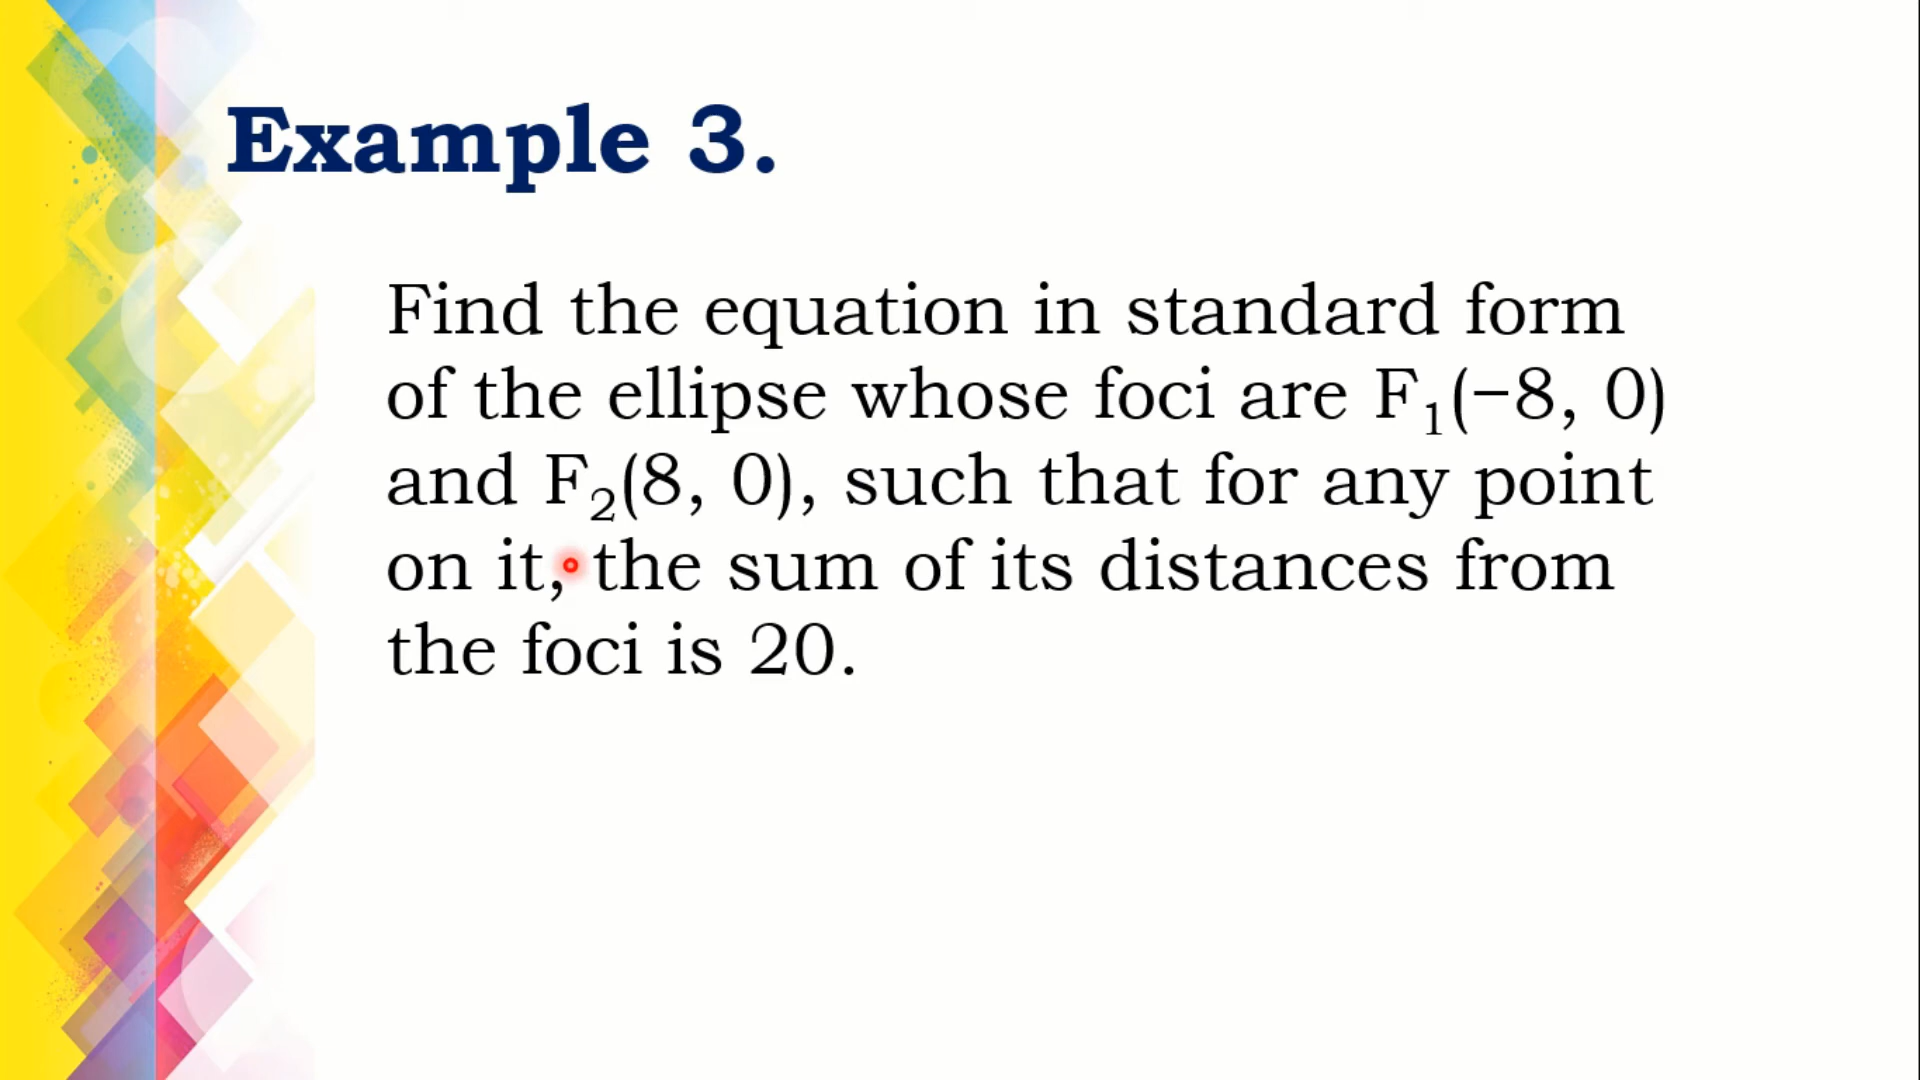 Example 3.
Find the equation in standard form
of the ellipse whose foci are F₁(−8, 0)
and F₂(8, 0), such that for any point
on it, the sum of its distances from
the foci is 20.